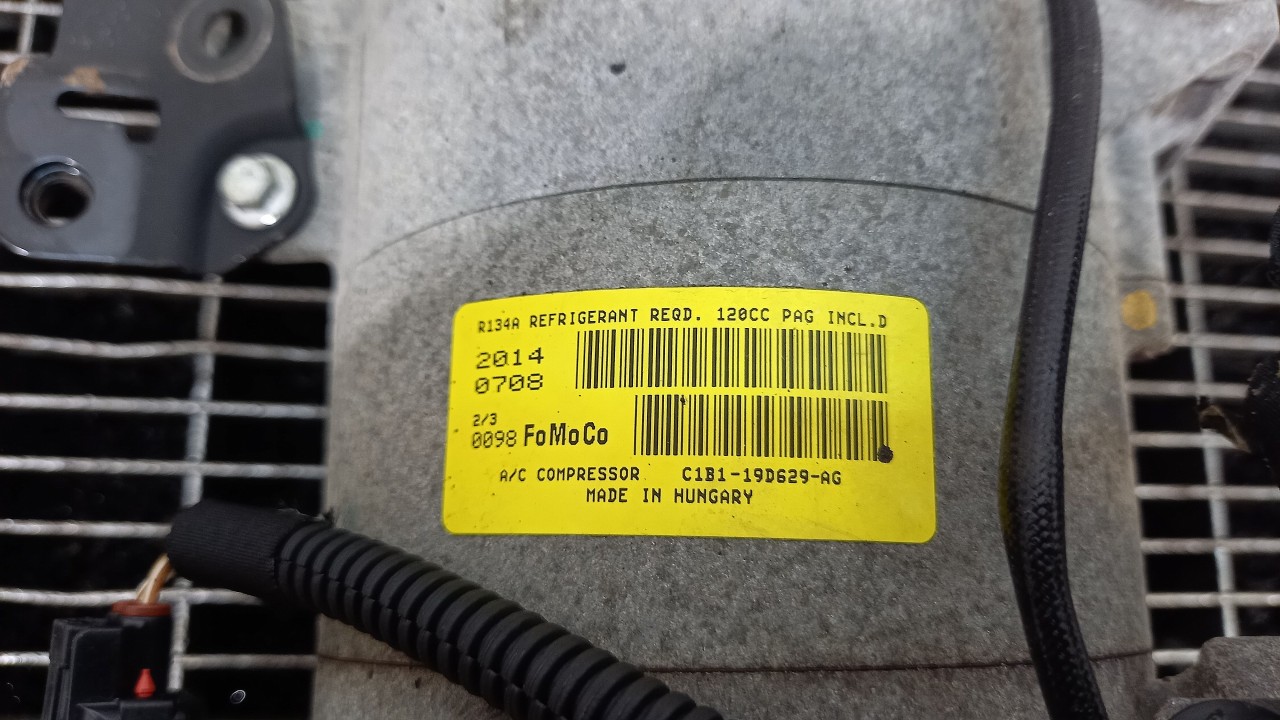 R134A REFRIGERANT REQD. 120CC PAG INCL.D
2014
0708
2/3
0098 FoMoCo
A/C COMPRESSOR C1B1-19D629-AG
MADE IN HUNGARY